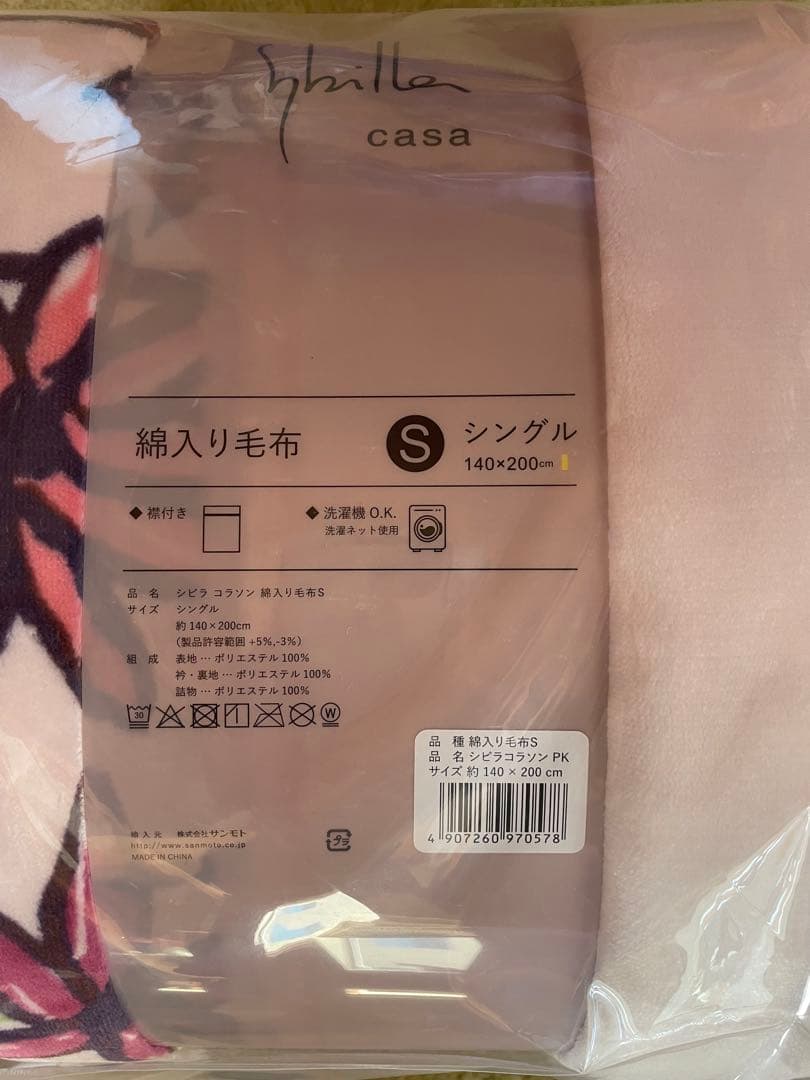 Sybilla
casa
綿入り毛布
S
シングル
140×200cm
◆ 襟付き
◆ 洗濯機 O.K.
洗濯ネット使用
品 名 シビラ コラソン 綿入り毛布S
サイズ シングル
約140×200cm
(製品許容範囲 +5%,-3%)
組 成 表地 … ポリエステル 100%
衿・裏地 … ポリエステル 100%
詰物 … ポリエステル 100%
30
W
品 種 綿入り毛布S
品 名 シビラコラソン PK
サイズ 約 140 × 200 cm
4 907260 970578
輸入元 株式会社サンモト
http://www.sanmoto.co.jp
MADE IN CHINA
プラ